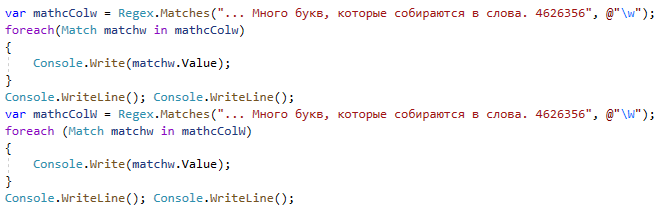 var mathcColw = Regex.Matches("... Много букв, которые собираются в слова. 4626356", @"\w");
foreach(Match matchw in mathcColw)
{
    Console.Write(matchw.Value);
}
Console.WriteLine(); Console.WriteLine();
var mathcColW = Regex.Matches("... Много букв, которые собираются в слова. 4626356", @"\W");
foreach (Match matchw in mathcColW)
{
    Console.Write(matchw.Value);
}
Console.WriteLine(); Console.WriteLine();